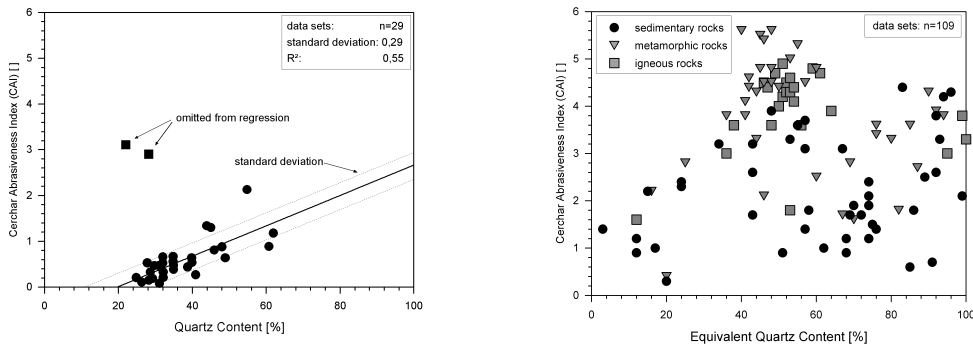 data sets: n=29
standard deviation: 0,29
R²: 0,55
omitted from regression
standard deviation
Cerchar Abrasiveness Index (CAI) [ ]
6
5
4
3
2
1
0
0 20 40 60 80 100
Quartz Content [%]
sedimentary rocks
metamorphic rocks
igneous rocks
data sets: n=109
Cerchar Abrasiveness Index (CAI) [ ]
6
5
4
3
2
1
0
0 20 40 60 80 100
Equivalent Quartz Content [%]